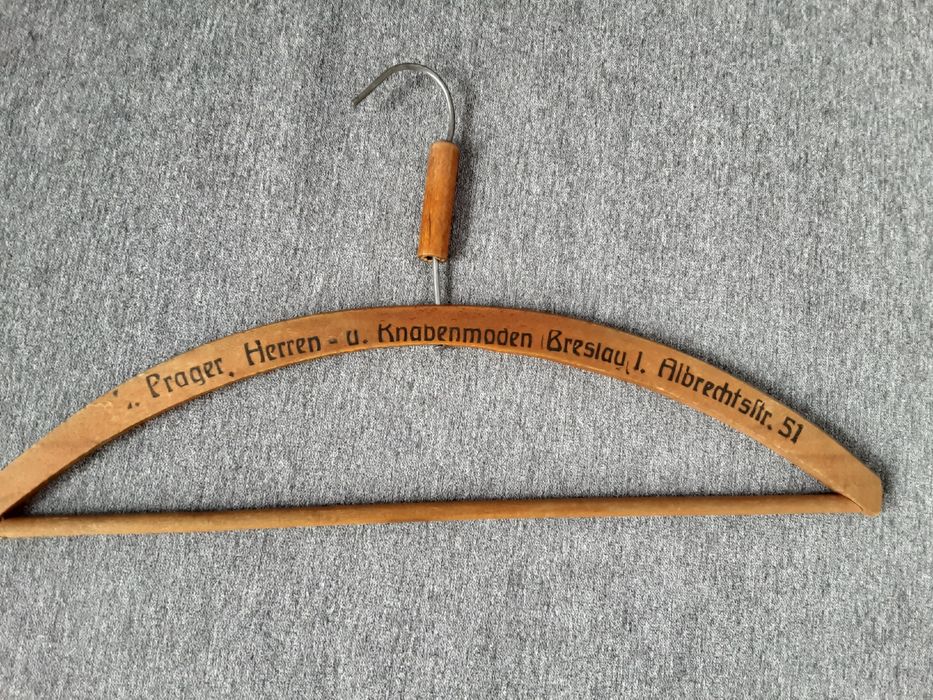 Prager, Herren - u. Knabenmoden Breslau, I. Albrechtsstr. 51